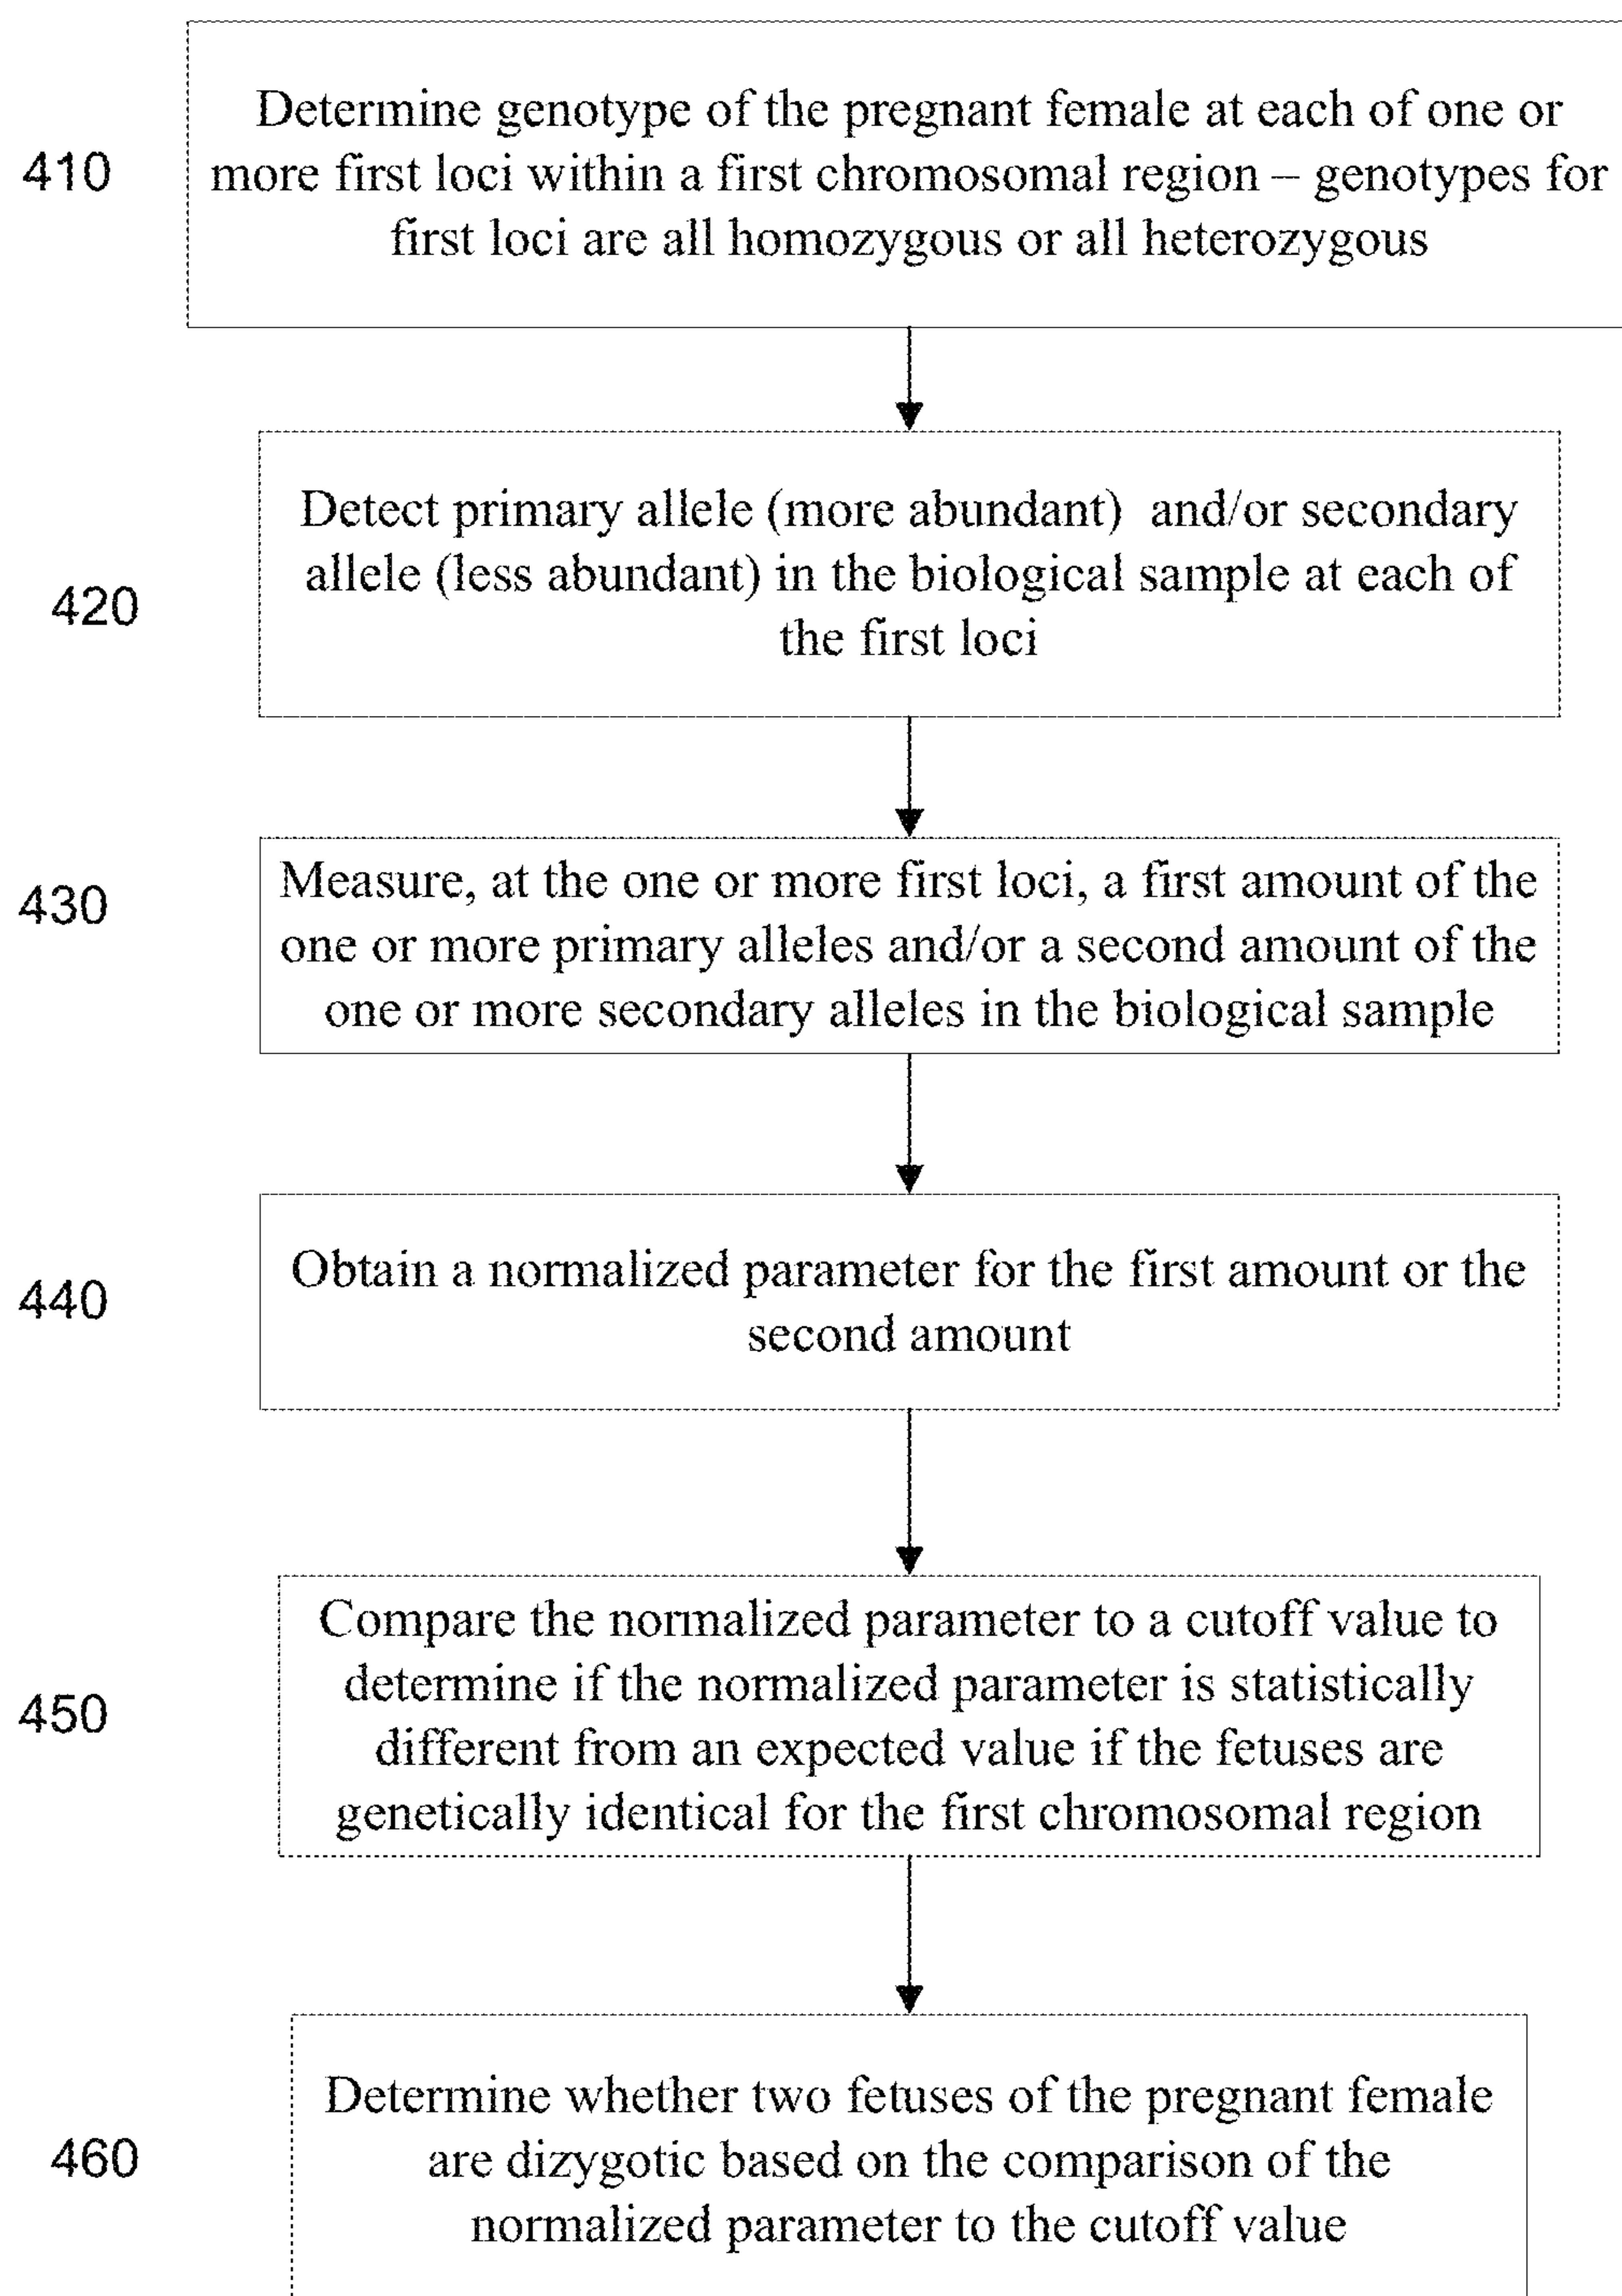 410
Determine genotype of the pregnant female at each of one or
more first loci within a first chromosomal region – genotypes for
first loci are all homozygous or all heterozygous
420
Detect primary allele (more abundant) and/or secondary
allele (less abundant) in the biological sample at each of
the first loci
430
Measure, at the one or more first loci, a first amount of the
one or more primary alleles and/or a second amount of the
one or more secondary alleles in the biological sample
440
Obtain a normalized parameter for the first amount or the
second amount
450
Compare the normalized parameter to a cutoff value to
determine if the normalized parameter is statistically
different from an expected value if the fetuses are
genetically identical for the first chromosomal region
460
Determine whether two fetuses of the pregnant female
are dizygotic based on the comparison of the
normalized parameter to the cutoff value